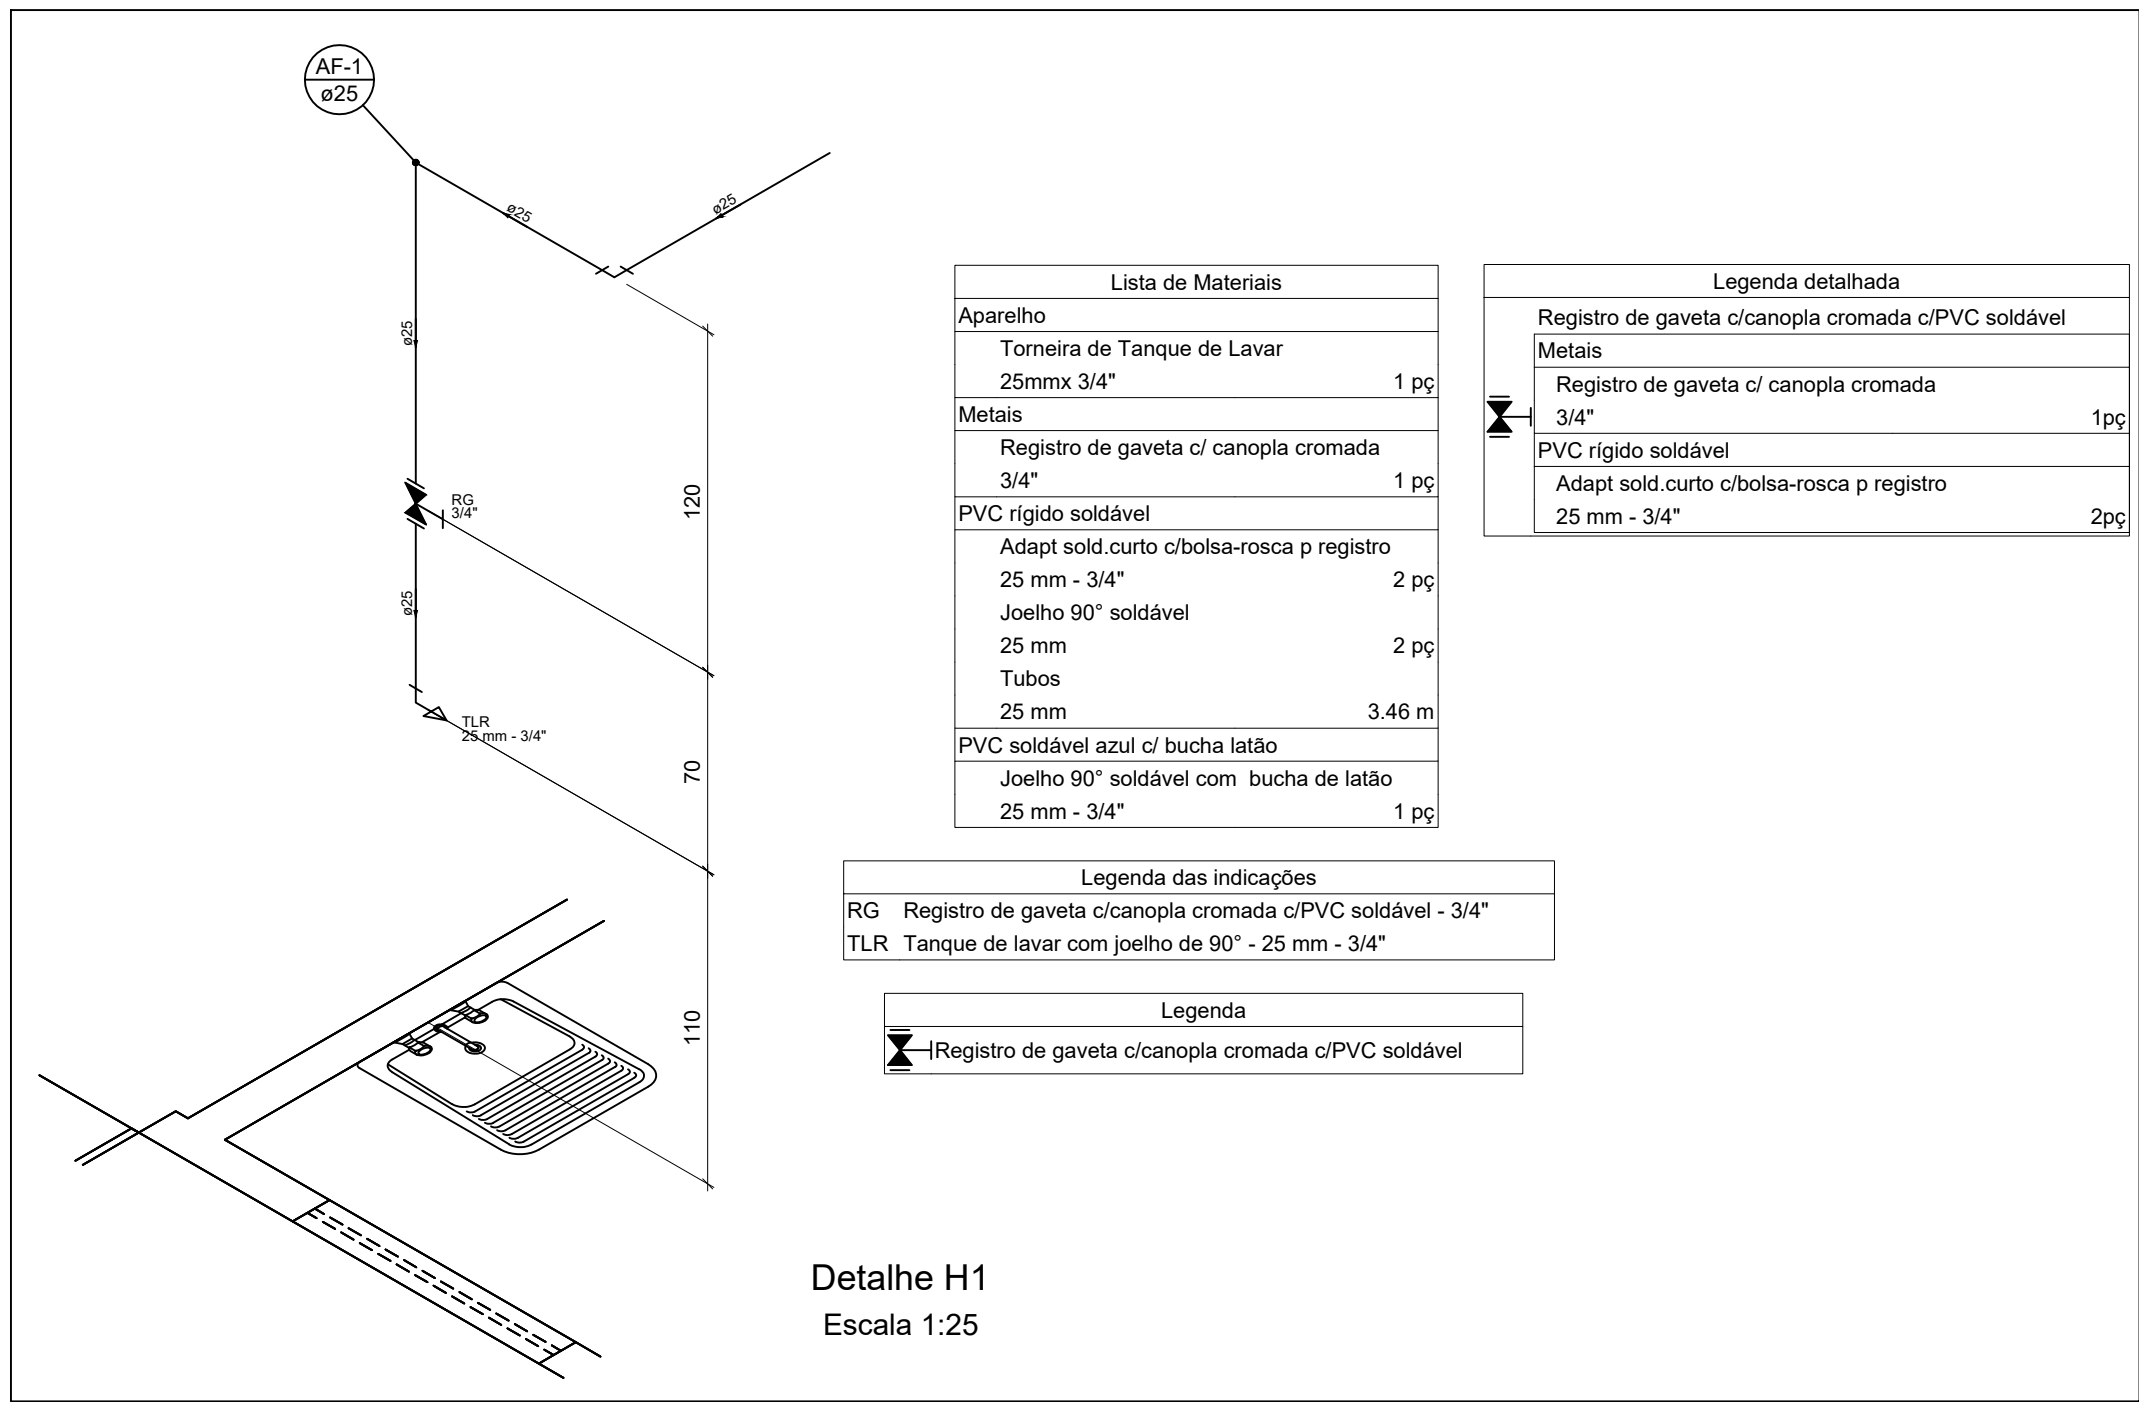 AF-1
ø25
ø25
ø25
ø25
RG
3/4"
120
ø25
TLR
25 mm - 3/4"
70
110
Lista de Materiais
Aparelho
Torneira de Tanque de Lavar
25mmx 3/4" 1 pç
Metais
Registro de gaveta c/ canopla cromada
3/4" 1 pç
PVC rígido soldável
Adapt sold.curto c/bolsa-rosca p registro
25 mm - 3/4" 2 pç
Joelho 90° soldável
25 mm 2 pç
Tubos
25 mm 3.46 m
PVC soldável azul c/ bucha latão
Joelho 90° soldável com bucha de latão
25 mm - 3/4" 1 pç
Legenda detalhada
Registro de gaveta c/canopla cromada c/PVC soldável
Metais
Registro de gaveta c/ canopla cromada
3/4" 1pç
PVC rígido soldável
Adapt sold.curto c/bolsa-rosca p registro
25 mm - 3/4" 2pç
Legenda das indicações
RG Registro de gaveta c/canopla cromada c/PVC soldável - 3/4"
TLR Tanque de lavar com joelho de 90° - 25 mm - 3/4"
Legenda
Registro de gaveta c/canopla cromada c/PVC soldável
Detalhe H1
Escala 1:25